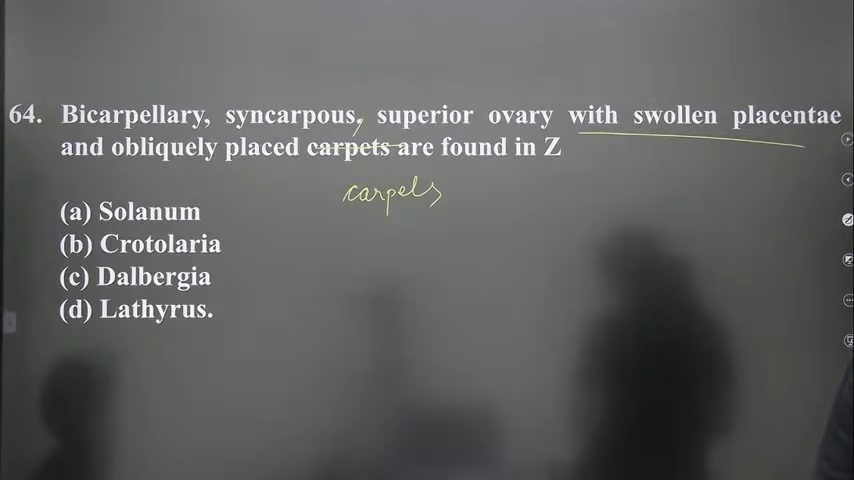 64. Bicarpellary, syncarpous, superior ovary with swollen placentae
and obliquely placed carpets are found in Z
carpels
(a) Solanum
(b) Crotolaria
(c) Dalbergia
(d) Lathyrus.